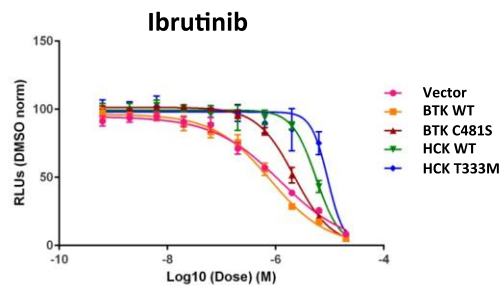 Ibrutinib
150
100
50
0
RLUs (DMSO norm)
-10
-8
-6
-4
Log10 (Dose) (M)
Vector
BTK WT
BTK C481S
HCK WT
HCK T333M